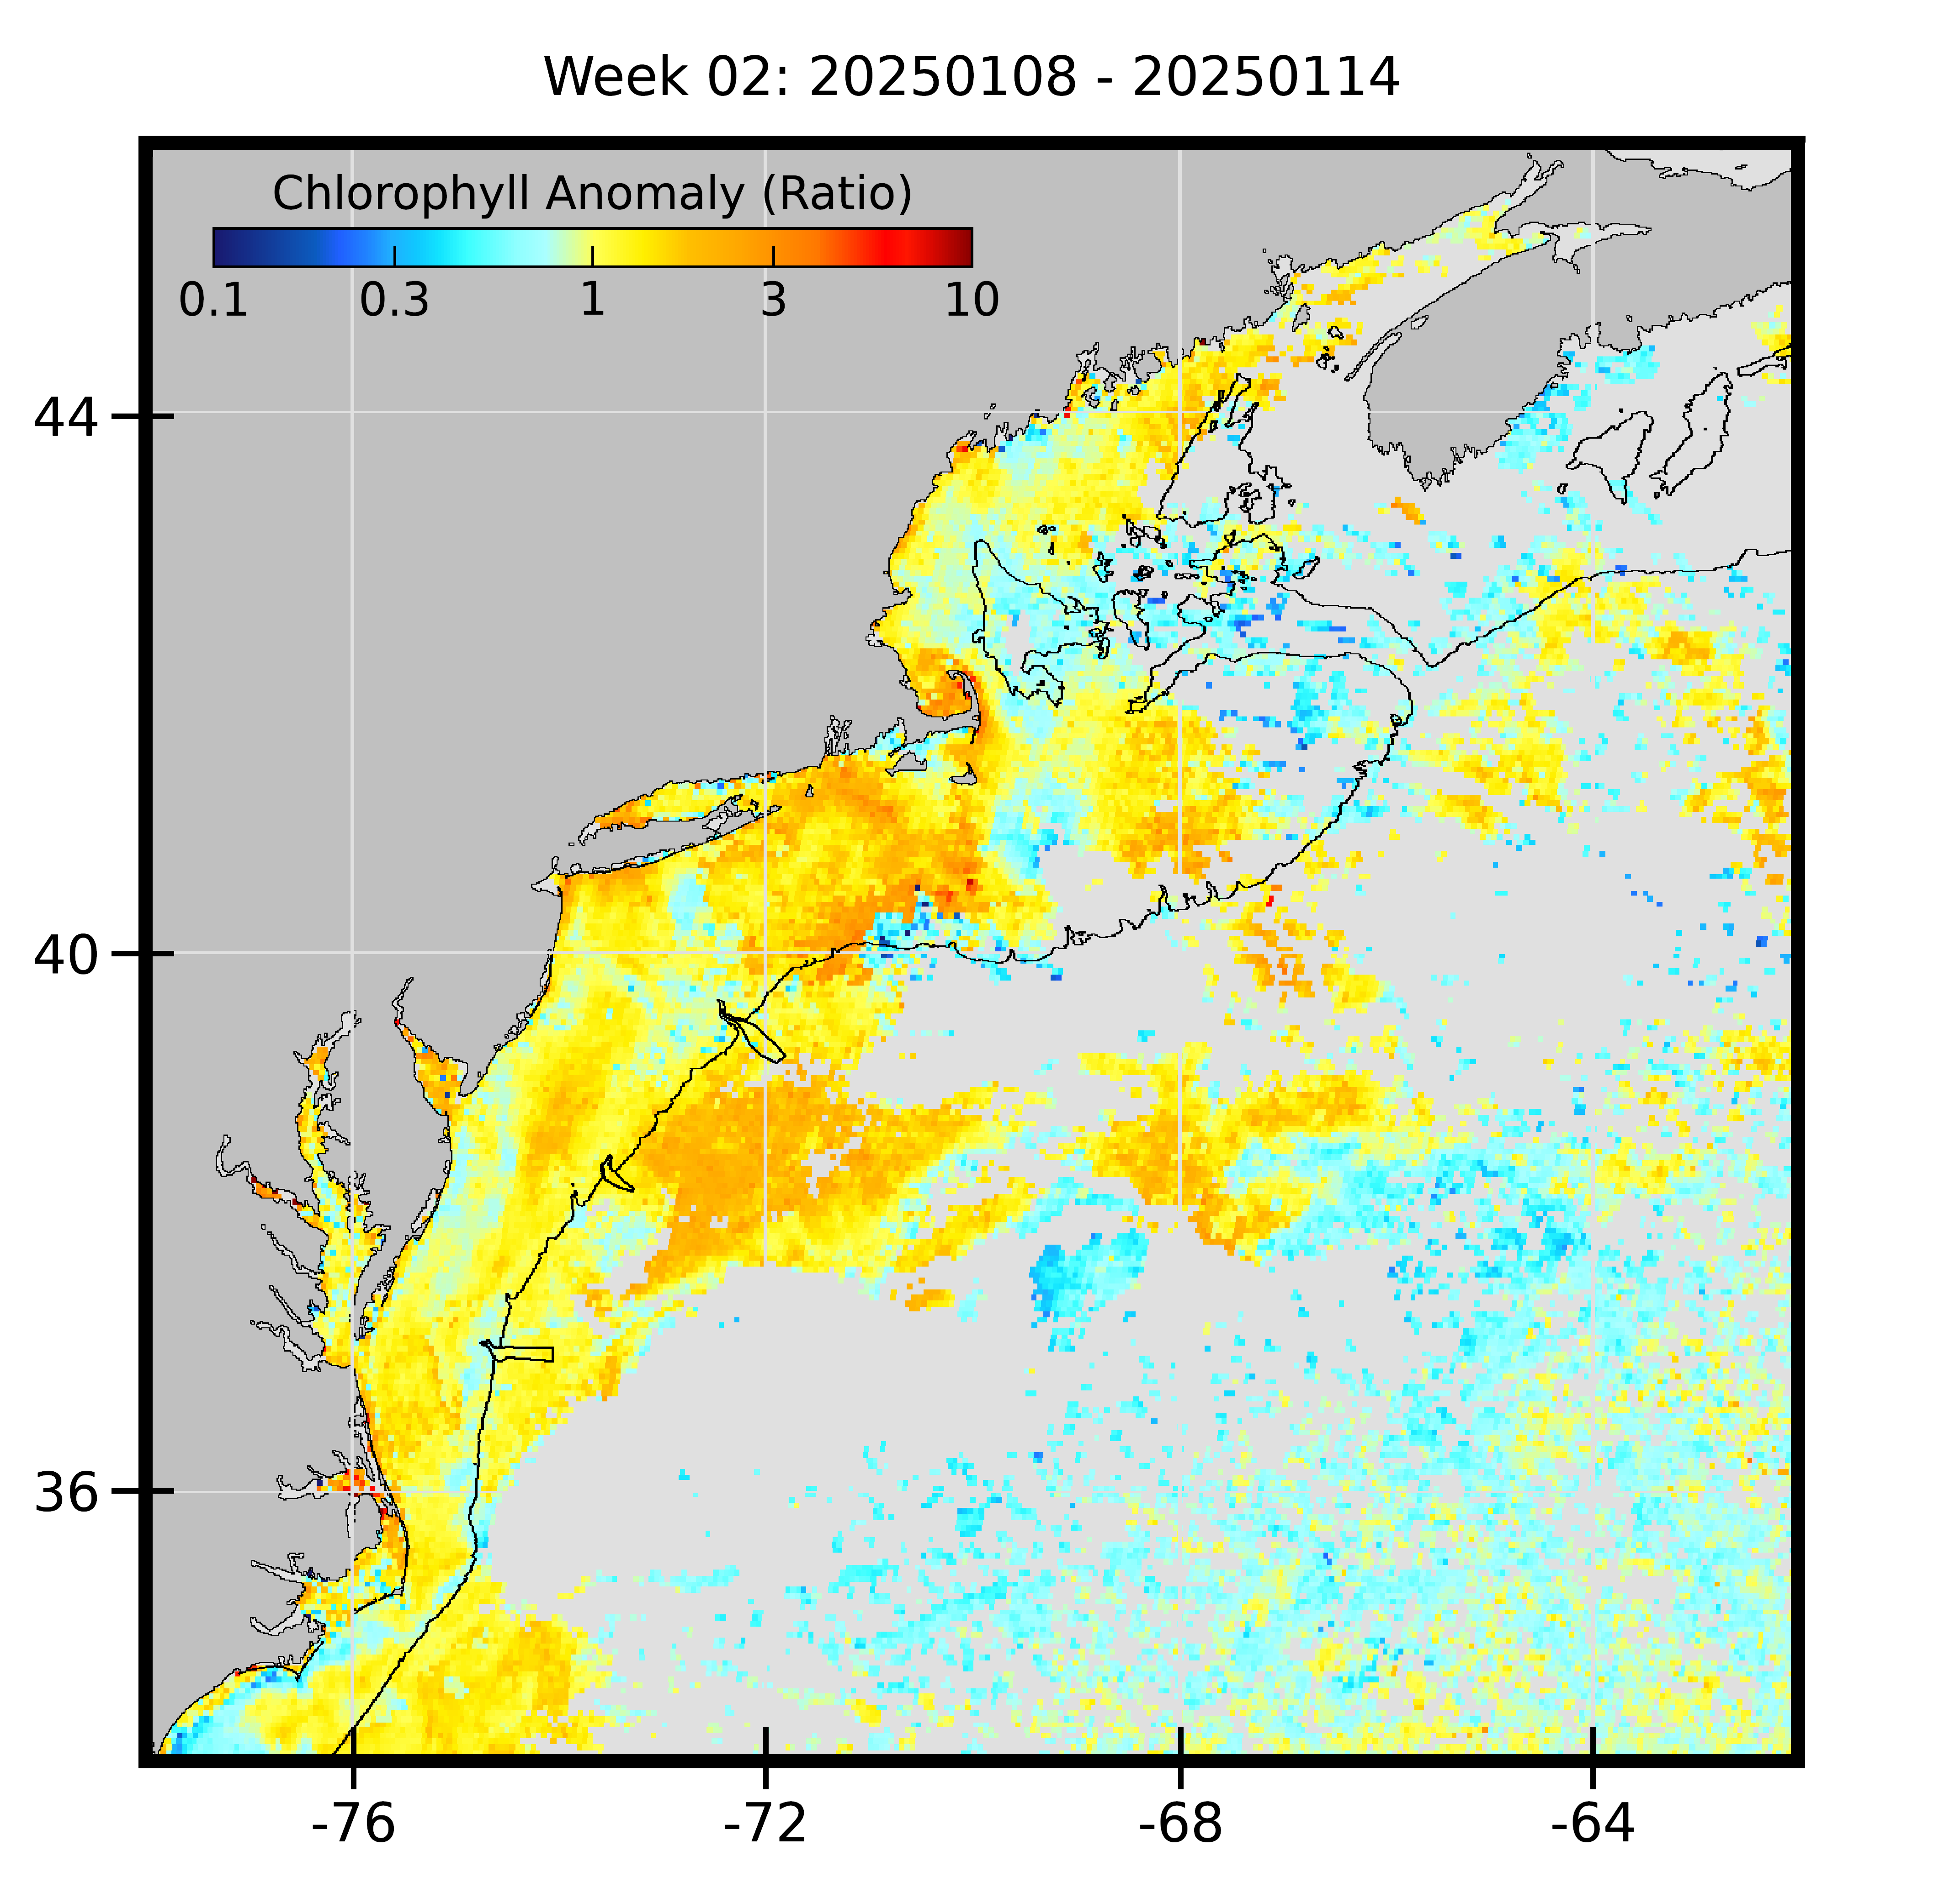 Week 02: 20250108 - 20250114
Chlorophyll Anomaly (Ratio)
0.1 0.3 1 3 10
44
40
36
-76 -72 -68 -64